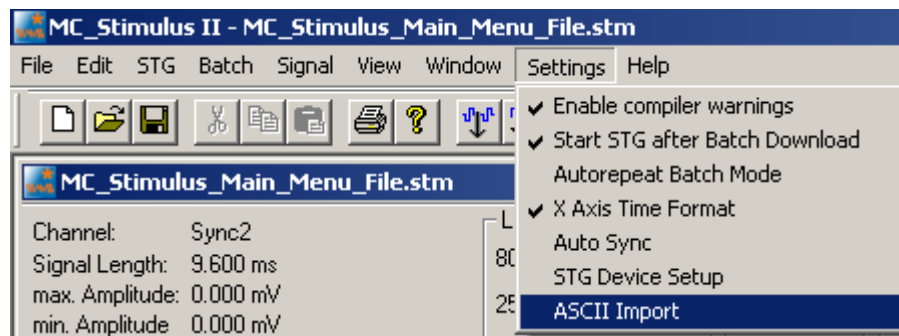 MC_Stimulus II - MC_Stimulus_Main_Menu_File.stm
File Edit STG Batch Signal View Window Settings Help
✓ Enable compiler warnings
✓ Start STG after Batch Download
Autorepeat Batch Mode
✓ X Axis Time Format
Auto Sync
STG Device Setup
ASCII Import
MC_Stimulus_Main_Menu_File.stm
Channel: Sync2
Signal Length: 9.600 ms
max. Amplitude: 0.000 mV
min. Amplitude 0.000 mV